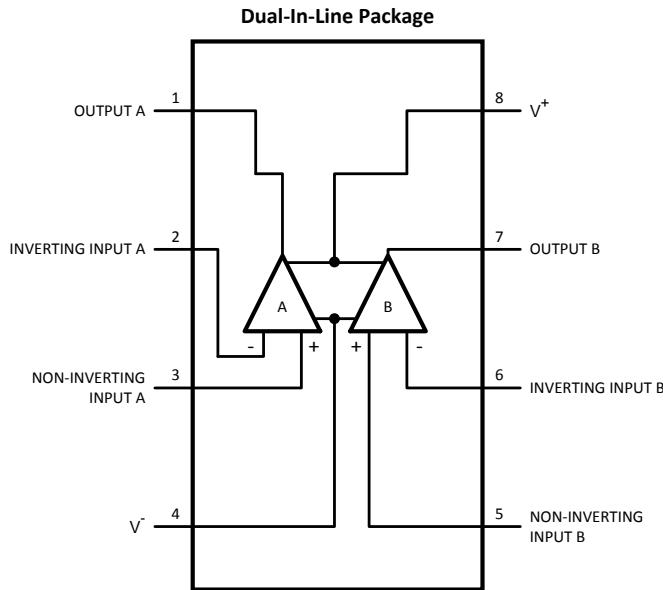 Dual-In-Line Package
1
OUTPUT A
8
V+
2
INVERTING INPUT A
7
OUTPUT B
A
B
-
+
+
-
3
NON-INVERTING
INPUT A
6
INVERTING INPUT B
4
V-
5
NON-INVERTING
INPUT B